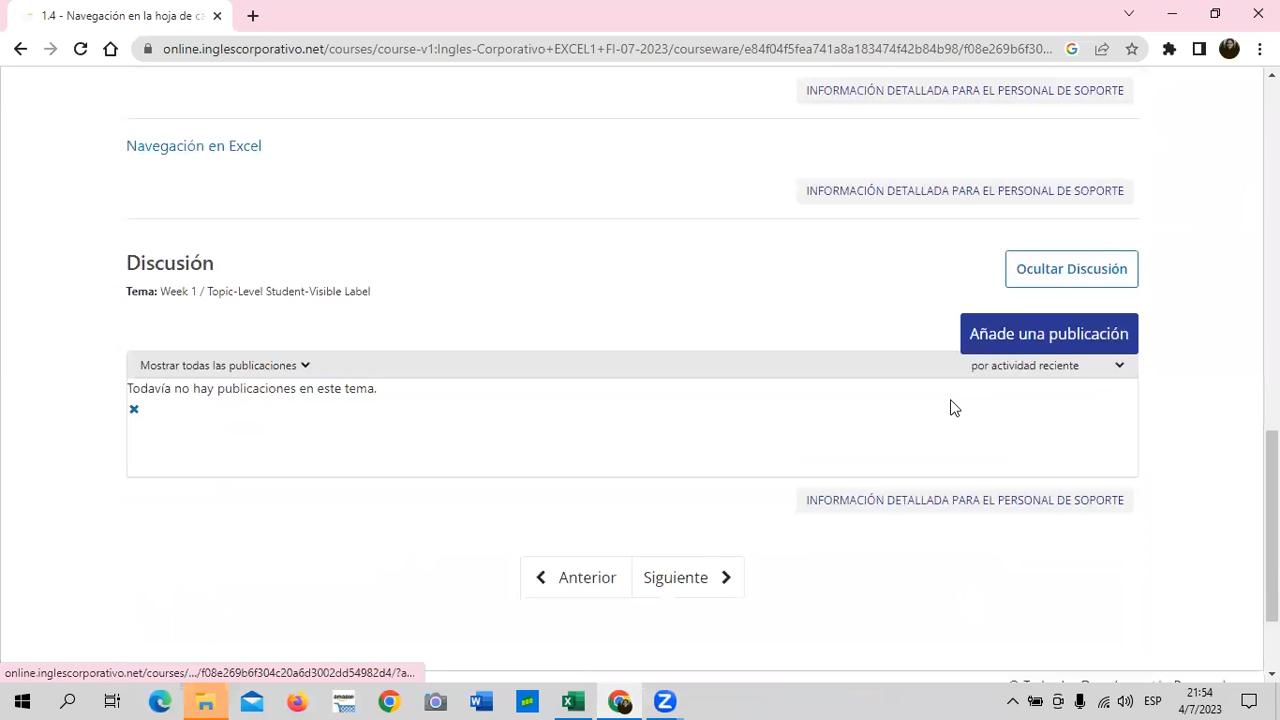 1.4 - Navegación en la hoja de ca
online.inglescorporativo.net/courses/course-v1:Ingles-Corporativo+EXCEL1+FI-07-2023/courseware/e84f04f5fea741a8a183474f42b84b98/f08e269b6f30...
INFORMACIÓN DETALLADA PARA EL PERSONAL DE SOPORTE
Navegación en Excel
INFORMACIÓN DETALLADA PARA EL PERSONAL DE SOPORTE
Discusión
Ocultar Discusión
Tema: Week 1 / Topic-Level Student-Visible Label
Añade una publicación
Mostrar todas las publicaciones
por actividad reciente
Todavía no hay publicaciones en este tema.
INFORMACIÓN DETALLADA PARA EL PERSONAL DE SOPORTE
Anterior
Siguiente
online.inglescorporativo.net/courses/.../f08e269b6f304c20a6d3002dd54982d4/?a...
ESP
21:54
4/7/2023